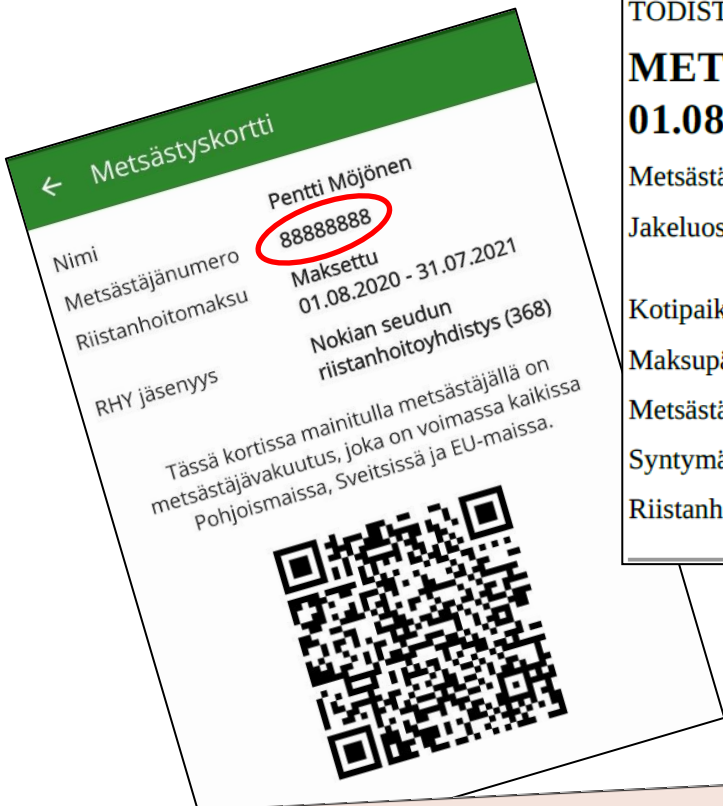 ← Metsästyskortti
Nimi Pentti Möjönen
Metsästäjänumero 88888888
Riistanhoitomaksu Maksettu
01.08.2020 - 31.07.2021
RHY jäsenyys Nokian seudun
riistanhoitoyhdistys (368)
Tässä kortissa mainitulla metsästäjällä on
metsästäjävakuutus, joka on voimassa kaikissa
Pohjoismaissa, Sveitsissä ja EU-maissa.
TODIST
MET
01.08
Metsästä
Jakeluos
Kotipaik
Maksupä
Metsästä
Syntymä
Riistanh